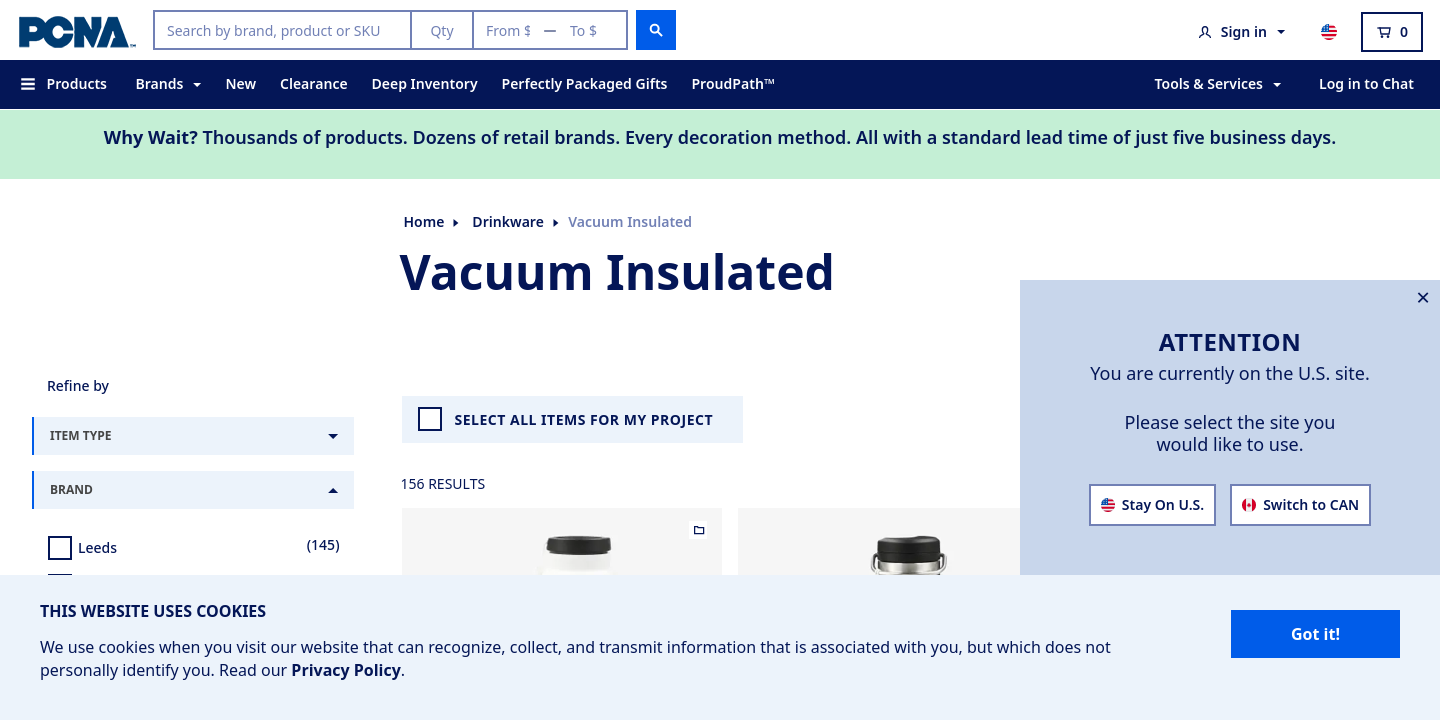 PCNA™
Search by brand, product or SKU
Qty
From $ — To $
Sign in
0
Products
Brands
New
Clearance
Deep Inventory
Perfectly Packaged Gifts
ProudPath™
Tools & Services
Log in to Chat
Why Wait? Thousands of products. Dozens of retail brands. Every decoration method. All with a standard lead time of just five business days.
Home
Drinkware
Vacuum Insulated
Vacuum Insulated
ATTENTION
You are currently on the U.S. site.
Please select the site you
would like to use.
Stay On U.S.
Switch to CAN
Refine by
ITEM TYPE
BRAND
Leeds
(145)
SELECT ALL ITEMS FOR MY PROJECT
156 RESULTS
THIS WEBSITE USES COOKIES
We use cookies when you visit our website that can recognize, collect, and transmit information that is associated with you, but which does not
personally identify you. Read our Privacy Policy.
Got it!